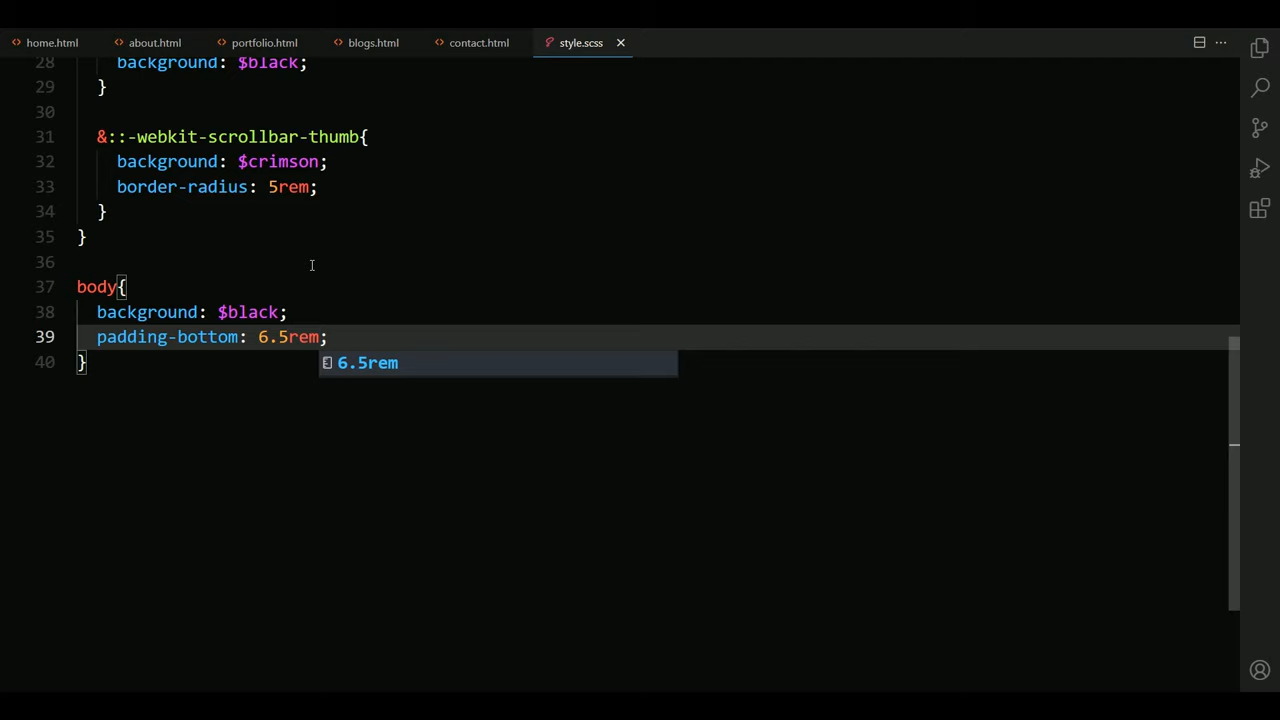 home.html about.html portfolio.html blogs.html contact.html style.scss
28 background: $black;
29 }
30
31 &::-webkit-scrollbar-thumb{
32 background: $crimson;
33 border-radius: 5rem;
34 }
35 }
36
37 body{
38 background: $black;
39 padding-bottom: 6.5rem;
6.5rem
40 }